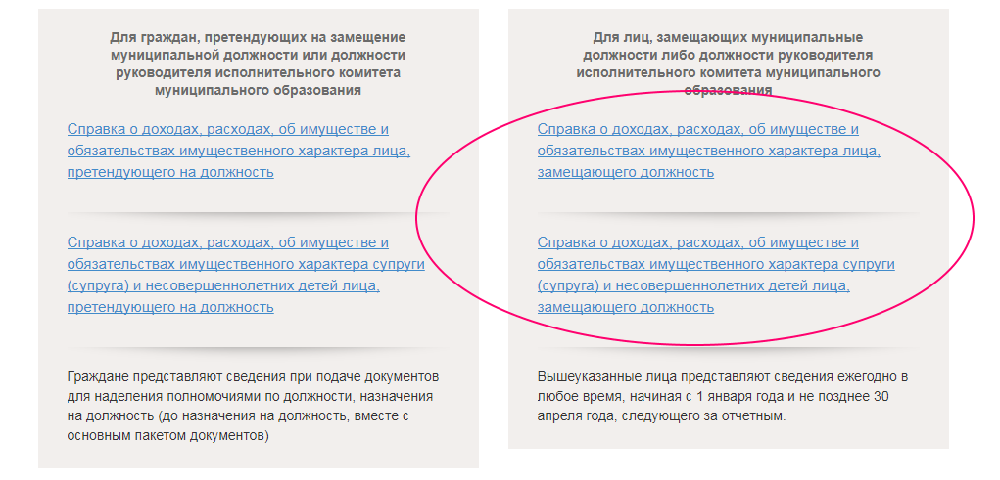 Для граждан, претендующих на замещение
муниципальной должности или должности
руководителя исполнительного комитета
муниципального образования
Справка о доходах, расходах, об имуществе и
обязательствах имущественного характера лица,
претендующего на должность
Справка о доходах, расходах, об имуществе и
обязательствах имущественного характера супруги
(супруга) и несовершеннолетних детей лица,
претендующего на должность
Граждане представляют сведения при подаче документов
для наделения полномочиями по должности, назначения
на должность (до назначения на должность, вместе с
основным пакетом документов)
Для лиц, замещающих муниципальные
должности либо должности руководителя
исполнительного комитета муниципального
образования
Справка о доходах, расходах, об имуществе и
обязательствах имущественного характера лица,
замещающего должность
Справка о доходах, расходах, об имуществе и
обязательствах имущественного характера супруги
(супруга) и несовершеннолетних детей лица,
замещающего должность
Вышеуказанные лица представляют сведения ежегодно в
любое время, начиная с 1 января года и не позднее 30
апреля года, следующего за отчетным.